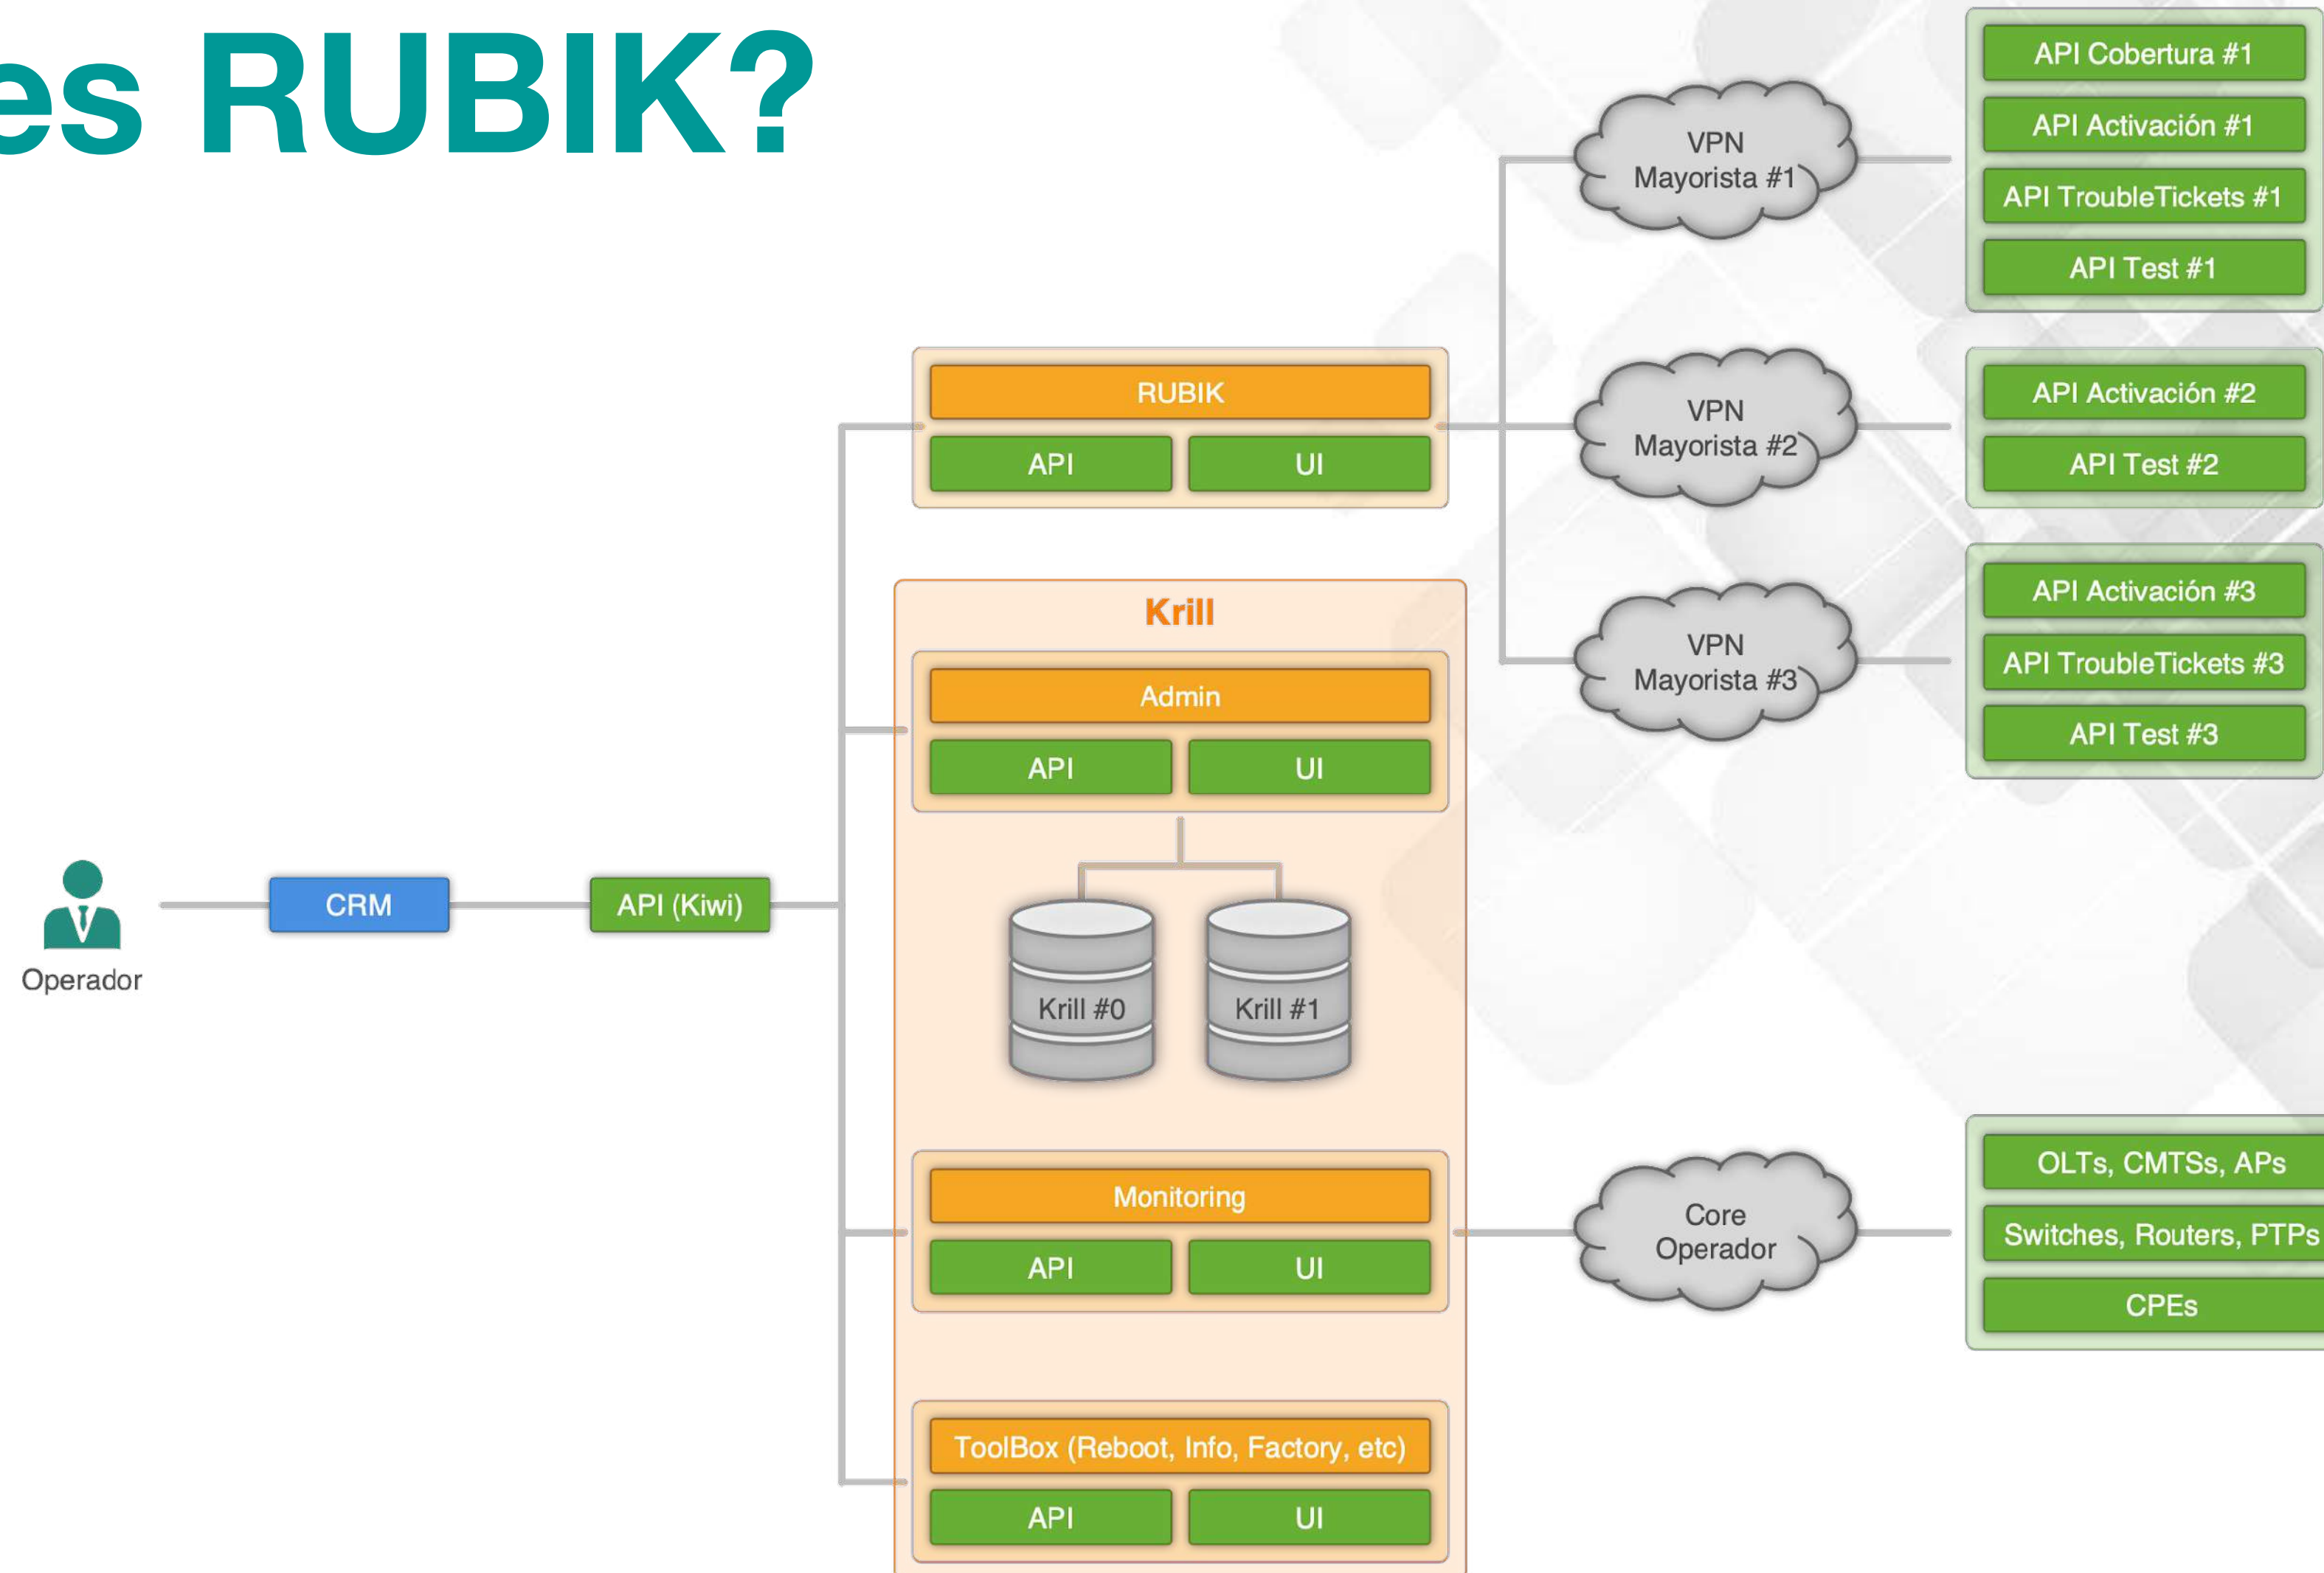 es RUBIK?
API Cobertura #1
API Activación #1
API TroubleTickets #1
API Test #1
VPN
Mayorista #1
RUBIK
API
UI
VPN
Mayorista #2
API Activación #2
API Test #2
Krill
Admin
API
UI
VPN
Mayorista #3
API Activación #3
API TroubleTickets #3
API Test #3
Operador
CRM
API (Kiwi)
Krill #0
Krill #1
Monitoring
API
UI
Core
Operador
OLTs, CMTSs, APs
Switches, Routers, PTPs
CPEs
ToolBox (Reboot, Info, Factory, etc)
API
UI